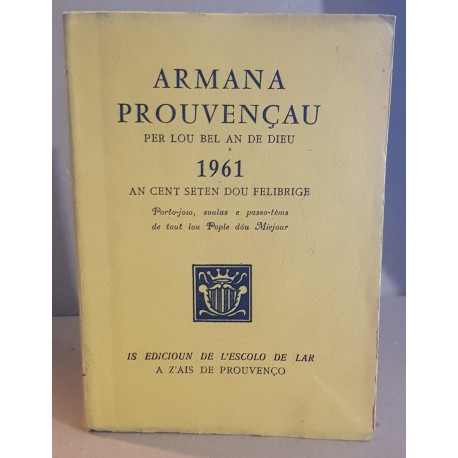 ARMANA
PROUVENÇAU
PER LOU BEL AN DE DIEU
1961
AN CENT SETEN DOU FELIBRIGE
Porto-joio, soulas e passo-tèms
de tout lou Pople dóu Miejour
IS EDICIOUN DE L'ESCOLO DE LAR
A Z'AIS DE PROUVENÇO